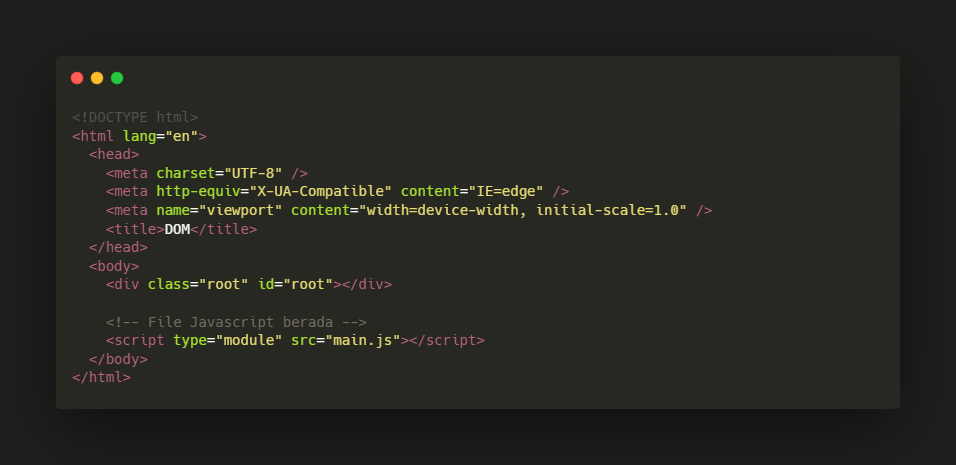 <!DOCTYPE html>
<html lang="en">
  <head>
    <meta charset="UTF-8" />
    <meta http-equiv="X-UA-Compatible" content="IE=edge" />
    <meta name="viewport" content="width=device-width, initial-scale=1.0" />
    <title>DOM</title>
  </head>
  <body>
    <div class="root" id="root"></div>

    <!-- File Javascript berada -->
    <script type="module" src="main.js"></script>
  </body>
</html>